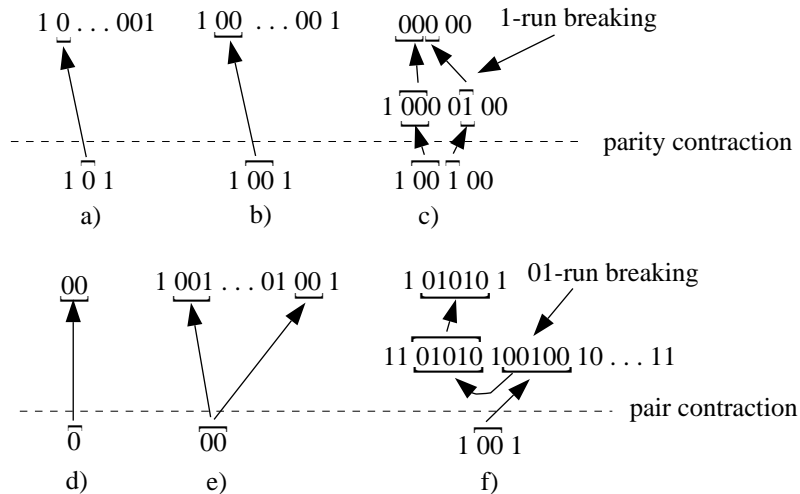 1 0 . . . 001 1 00 . . . 00 1 000 00 1-run breaking
1 000 01 00
parity contraction
1 0 1 1 00 1 1 00 1 00
a) b) c)
00 1 001 . . . 01 00 1 1 01010 1 01-run breaking
11 01010 100100 10 . . . 11
pair contraction
0 00 1 00 1
d) e) f)